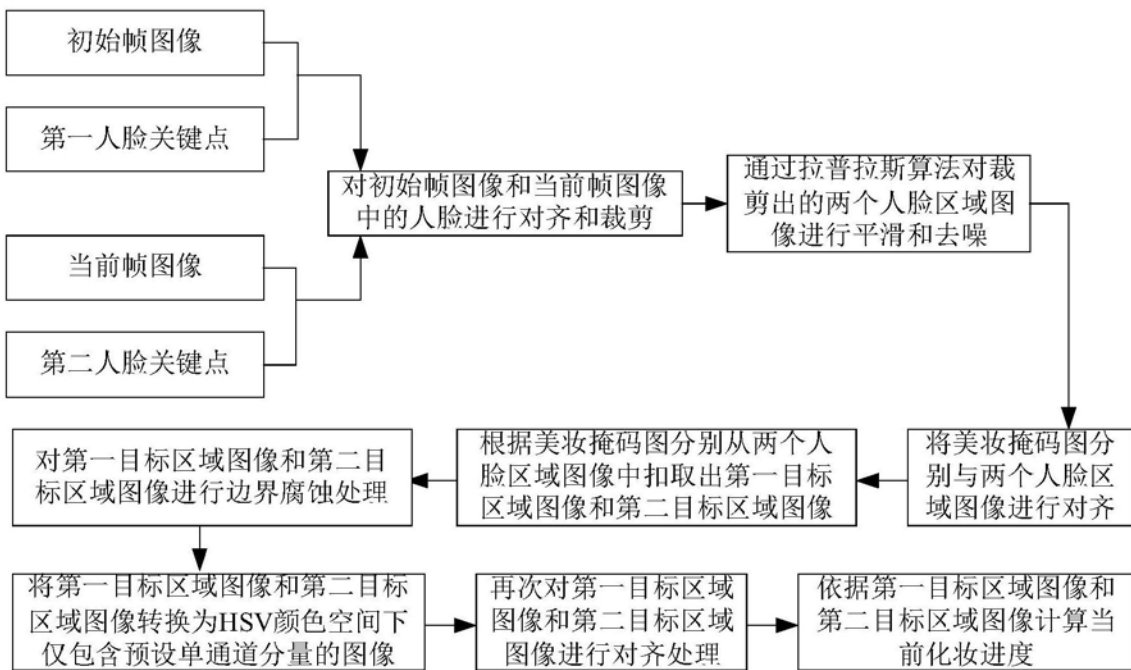 初始帧图像
第一人脸关键点
当前帧图像
第二人脸关键点
对初始帧图像和当前帧图像
中的人脸进行对齐和裁剪
通过拉普拉斯算法对裁
剪出的两个人脸区域图
像进行平滑和去噪
将美妆掩码图分
别与两个人脸区
域图像进行对齐
根据美妆掩码图分别从两个人
脸区域图像中扣取出第一目标
区域图像和第二目标区域图像
对第一目标区域图像和第二目
标区域图像进行边界腐蚀处理
将第一目标区域图像和第二目标
区域图像转换为HSV颜色空间下
仅包含预设单通道分量的图像
再次对第一目标区域
图像和第二目标区域
图像进行对齐处理
依据第一目标区域图像和
第二目标区域图像计算当
前化妆进度